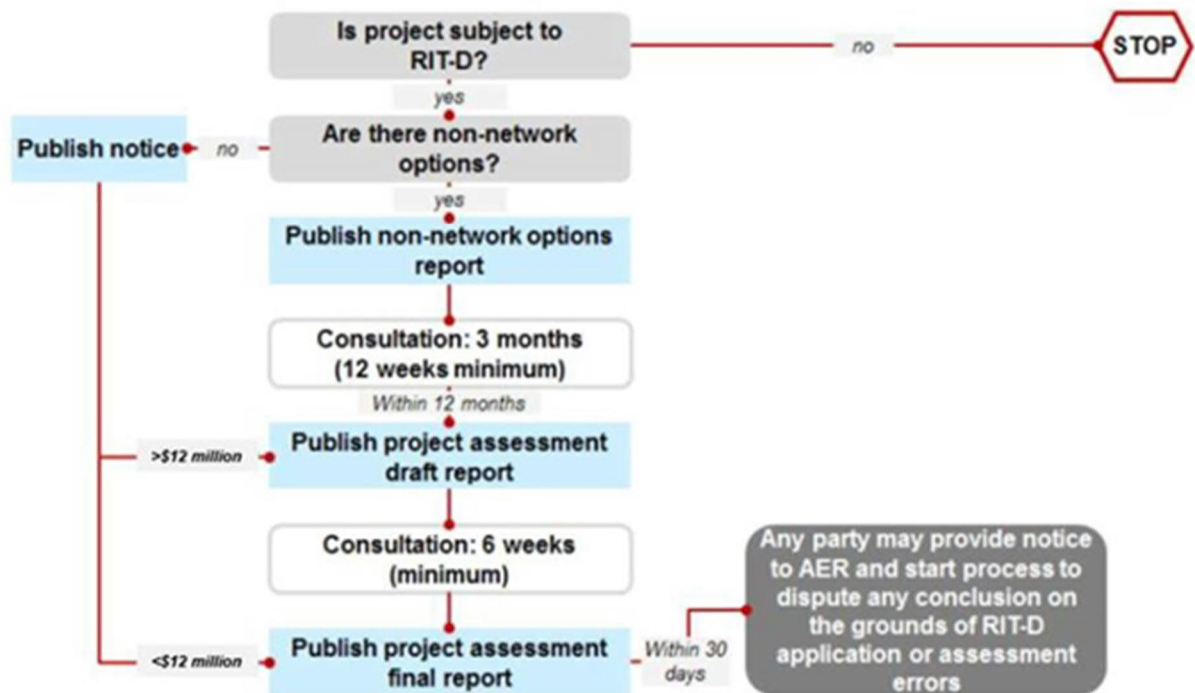 Is project subject to
RIT-D?
no
STOP
yes
Publish notice
no
Are there non-network
options?
yes
Publish non-network options
report
Consultation: 3 months
(12 weeks minimum)
Within 12 months
>$12 million
Publish project assessment
draft report
Consultation: 6 weeks
(minimum)
<$12 million
Publish project assessment
final report
Within 30
days
Any party may provide notice
to AER and start process to
dispute any conclusion on
the grounds of RIT-D
application or assessment
errors